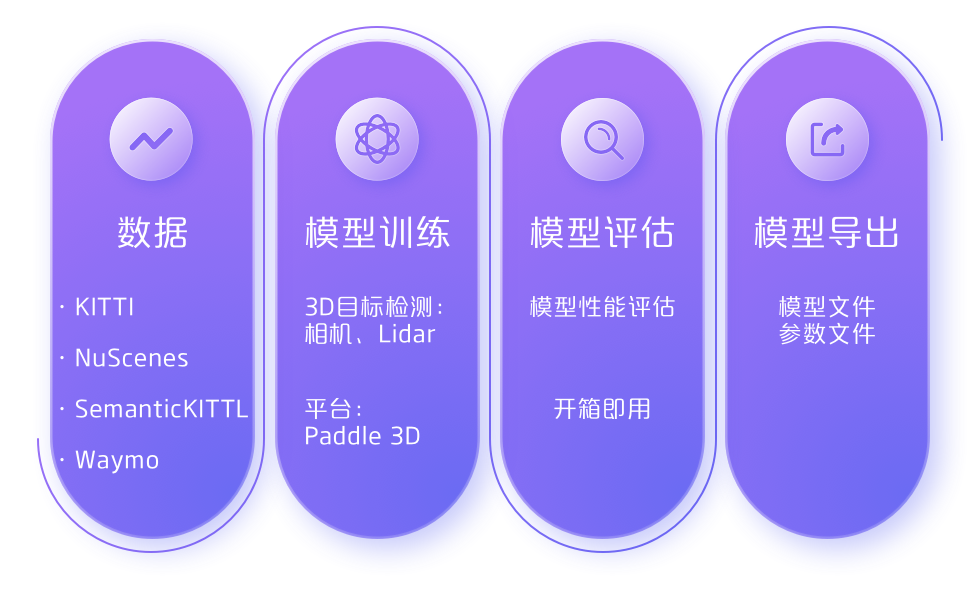 数据
· KITTI
· NuScenes
· SemanticKITTL
· Waymo
模型训练
3D目标检测：
相机、Lidar
平台：
Paddle 3D
模型评估
模型性能评估
开箱即用
模型导出
模型文件
参数文件